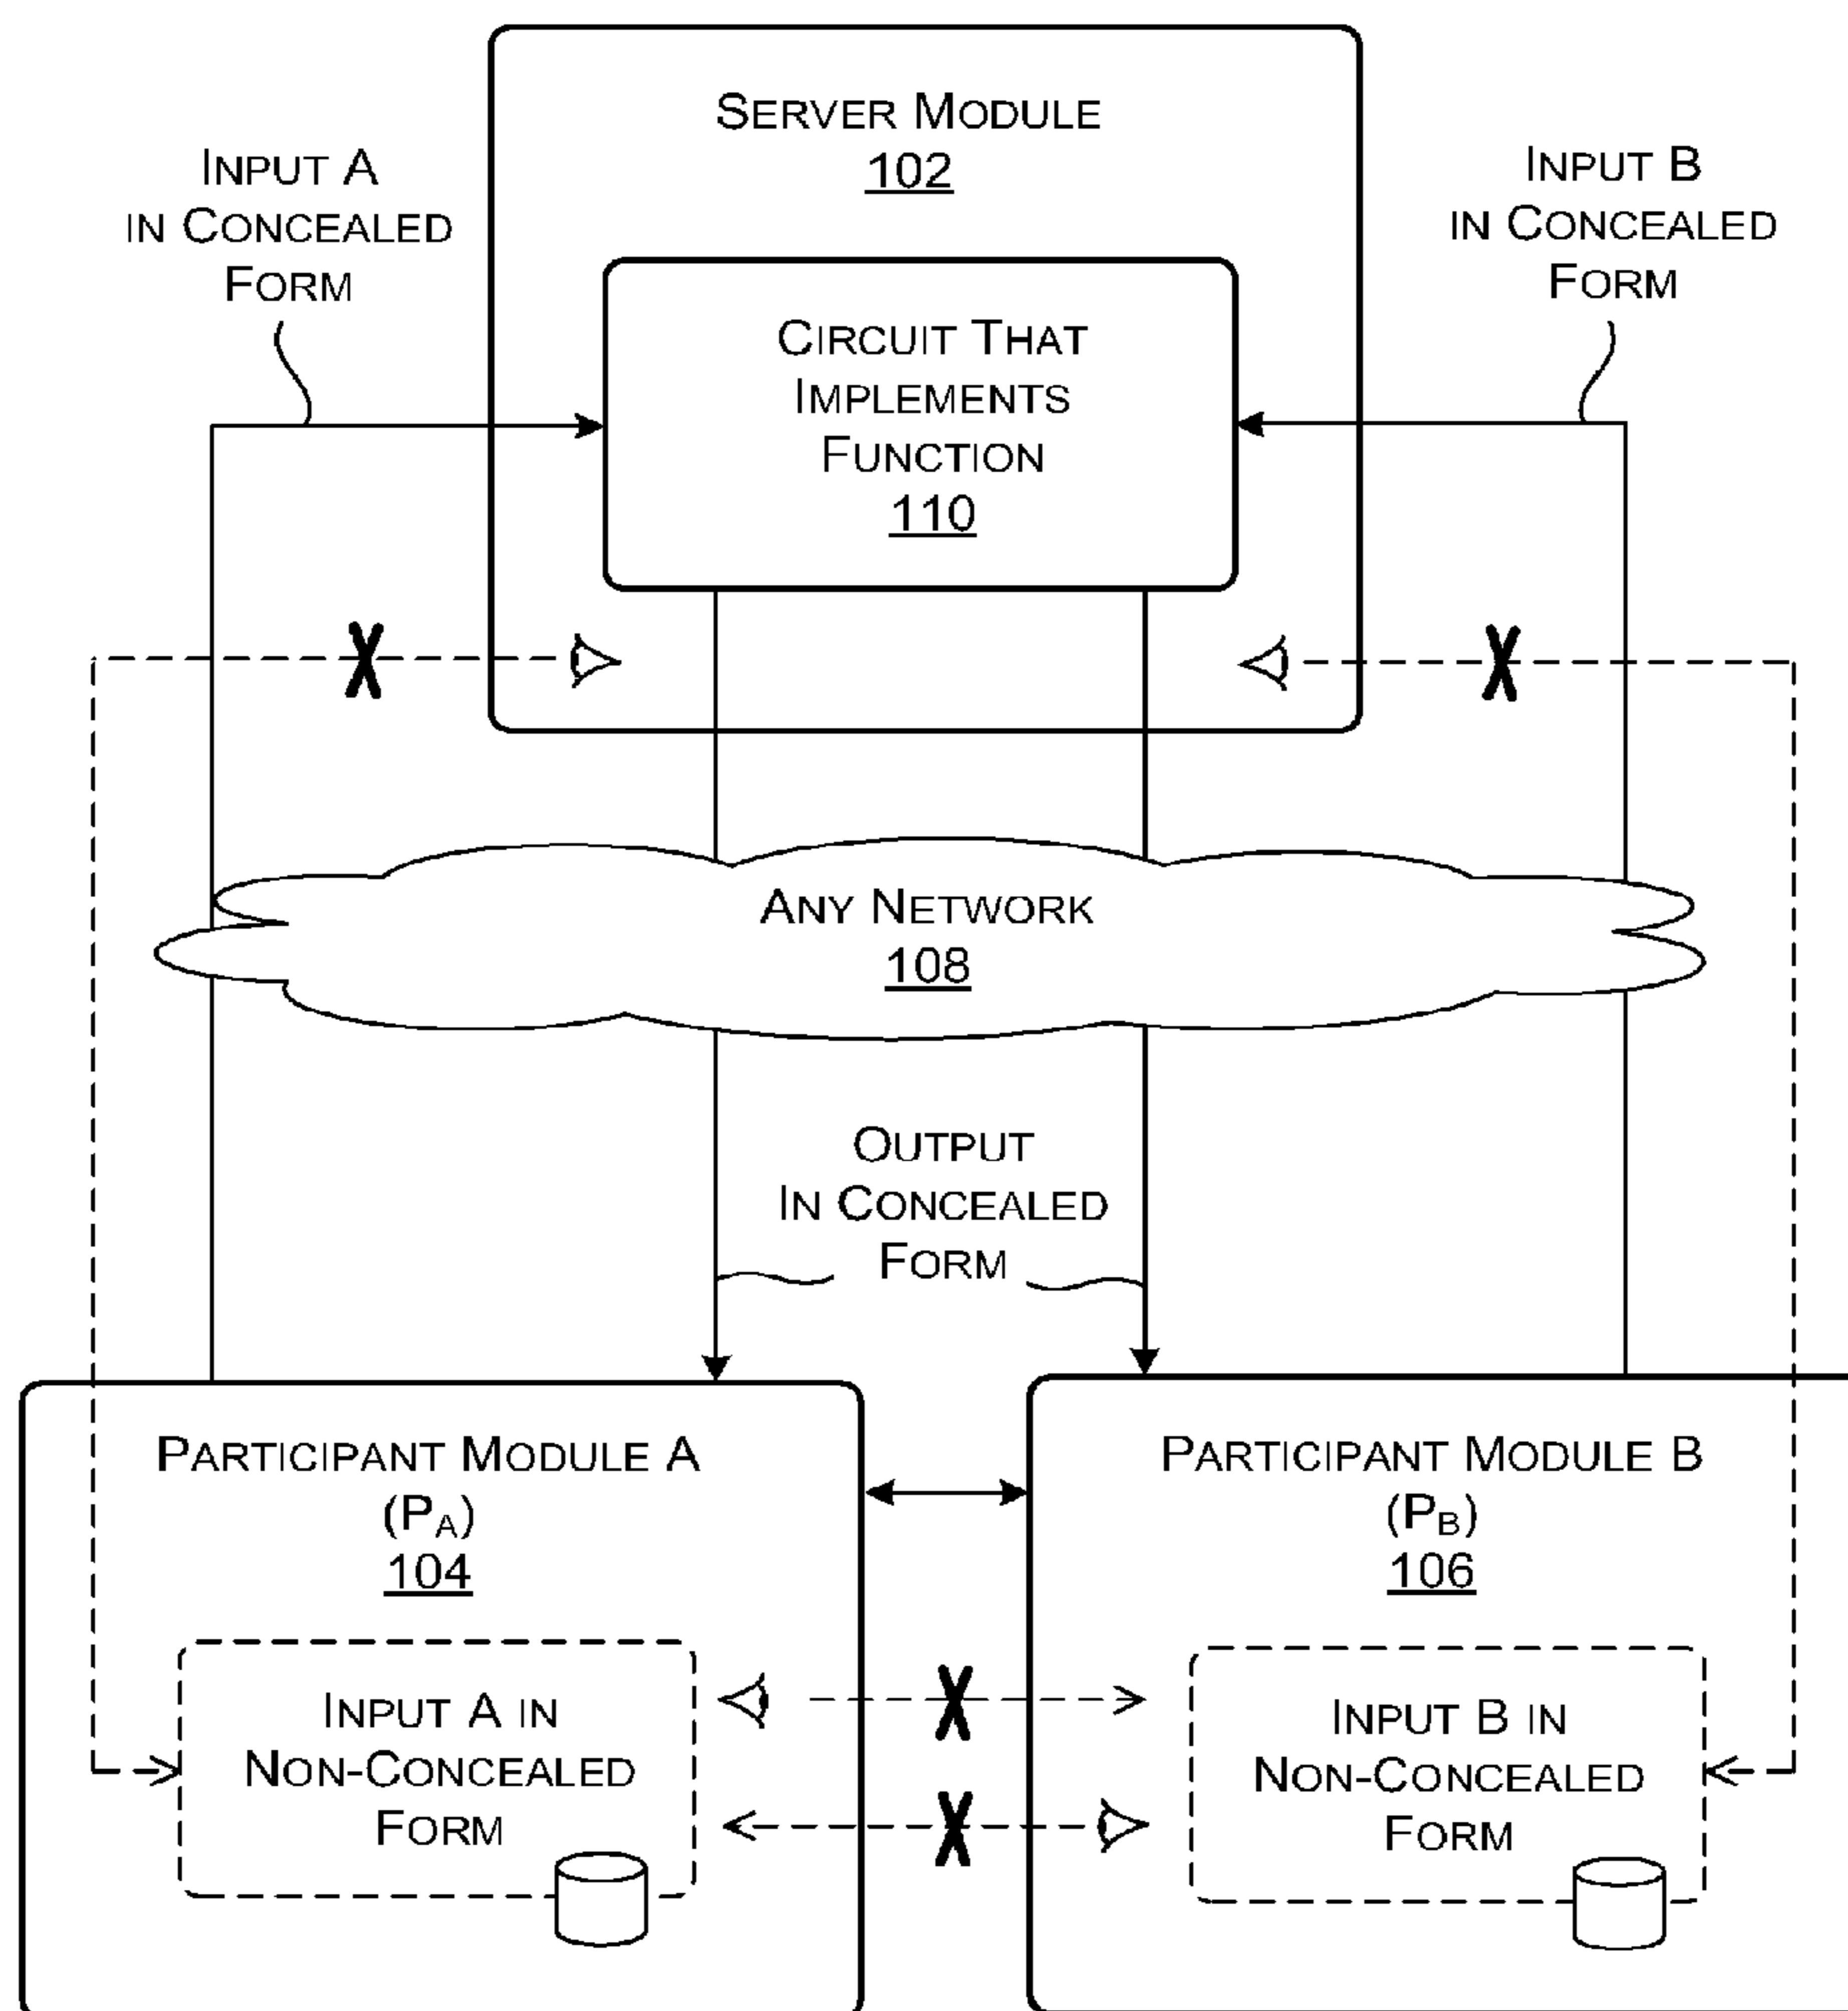 SERVER MODULE
102
INPUT A
IN CONCEALED
FORM
INPUT B
IN CONCEALED
FORM
CIRCUIT THAT
IMPLEMENTS
FUNCTION
110
ANY NETWORK
108
OUTPUT
IN CONCEALED
FORM
PARTICIPANT MODULE A
(PA)
104
INPUT A IN
NON-CONCEALED
FORM
PARTICIPANT MODULE B
(PB)
106
INPUT B IN
NON-CONCEALED
FORM